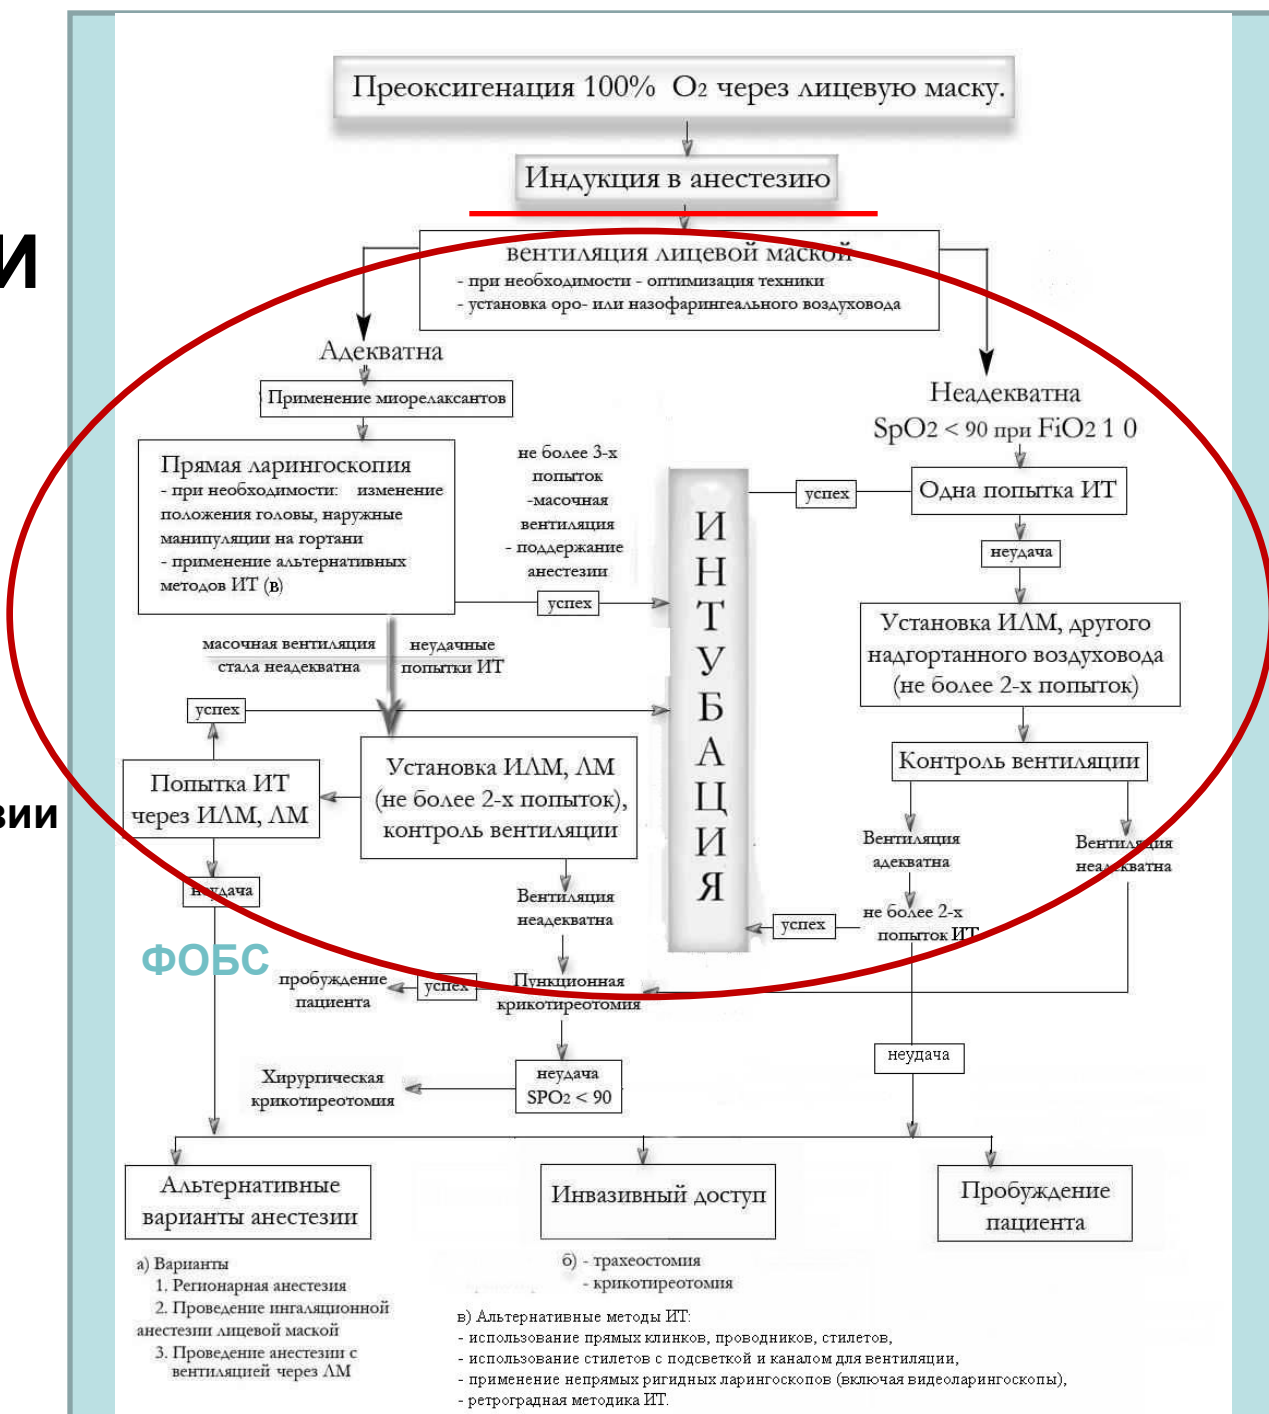 Преоксигенация 100% O2 через лицевую маску.
Индукция в анестезию
и
вентиляция лицевой маской
- при необходимости - оптимизация техники
- установка оро- или назофарингеального воздуховода
Адекватна
Применение миорелаксантов
Неадекватна
SpO2 < 90 при FiO2 1 0
Прямая ларингоскопия
- при необходимости: изменение
положения головы, наружные
манипуляции на гортани
- применение альтернативных
методов ИТ (в)
не более 3-х
попыток
-масочная
вентиляция
- поддержание
анестезии
успех
ИНТУБАЦИЯ
успех
Одна попытка ИТ
неудача
Установка ИЛМ, другого
надгортанного воздуховода
(не более 2-х попыток)
масочная вентиляция
стала неадекватна
неудачные
попытки ИТ
успех
Попытка ИТ
через ИЛМ, ЛМ
Установка ИЛМ, ЛМ
(не более 2-х попыток),
контроль вентиляции
Контроль вентиляции
зии
Вентиляция
адекватна
Вентиляция
неадекватна
неудача
Вентиляция
неадекватна
не более 2-х
попыток ИТ
успех
ФОБС
пробуждение
пациента
успех
Пункционная
крикотиреотомия
неудача
Хирургическая
крикотиреотомия
неудача
SPO2 < 90
Альтернативные
варианты анестезии
Инвазивный доступ
Пробуждение
пациента
а) Варианты
1. Регионарная анестезия
2. Проведение ингаляционной
анестезии лицевой маской
3. Проведение анестезии с
вентиляцией через ЛМ
б) - трахеостомия
- крикотиреотомия
в) Альтернативные методы ИТ:
- использование прямых клинков, проводников, стилетов,
- использование стилетов с подсветкой и каналом для вентиляции,
- применение непрямых ригидных ларингоскопов (включая видеоларингоскопы),
- ретроградная методика ИТ.